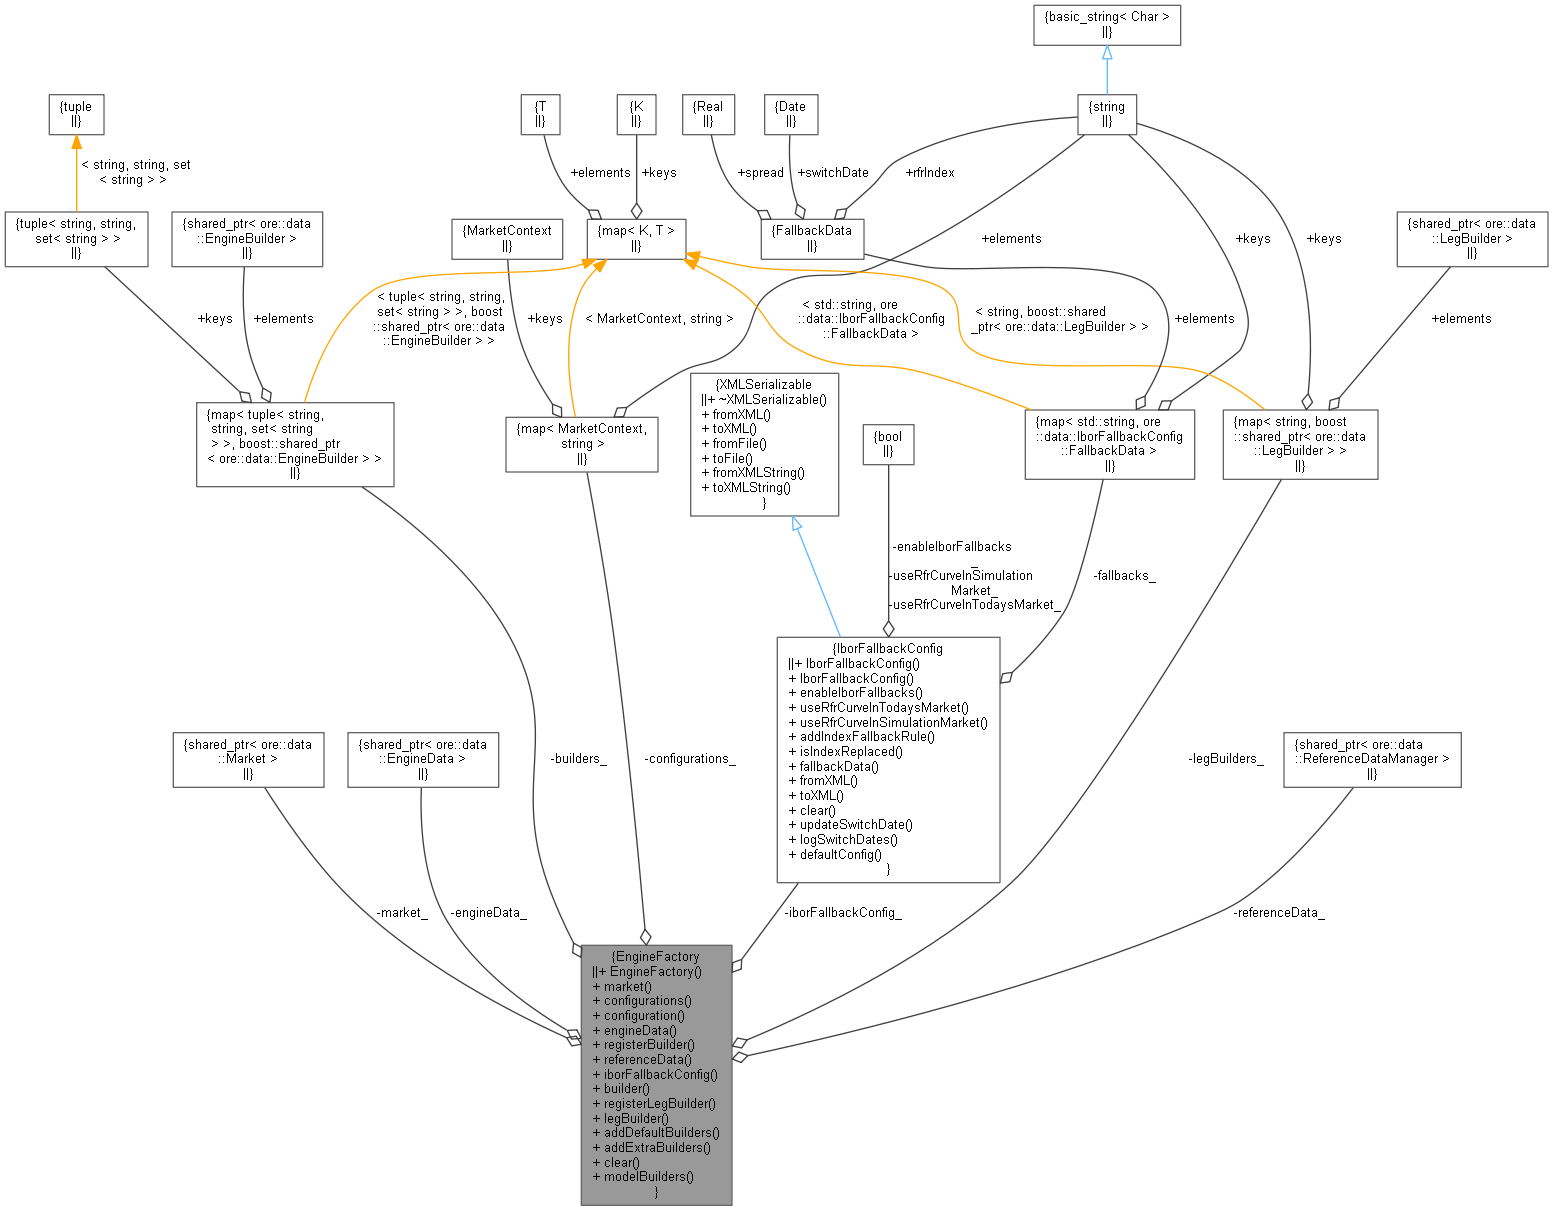 {basic_string< Char >
||}
{tuple
||}
{T
||}
{K
||}
{Real
||}
{Date
||}
{string
||}
< string, string, set
< string > >
+elements
+keys
+spread
+switchDate
+rfrIndex
{tuple< string, string,
set< string > >
||}
{shared_ptr< ore::data
::EngineBuilder >
||}
{MarketContext
||}
{map< K, T >
||}
{FallbackData
||}
{shared_ptr< ore::data
::LegBuilder >
||}
+elements
+keys
+keys
+keys
+elements
< tuple< string, string,
set< string > >, boost
::shared_ptr< ore::data
::EngineBuilder > >
+keys
< MarketContext, string >
< std::string, ore
::data::IborFallbackConfig
::FallbackData >
< string, boost::shared
_ptr< ore::data::LegBuilder > >
+elements
+elements
{map< tuple< string,
string, set< string
> >, boost::shared_ptr
< ore::data::EngineBuilder > >
||}
{map< MarketContext,
string >
||}
{XMLSerializable
||+ ~XMLSerializable()
+ fromXML()
+ toXML()
+ fromFile()
+ toFile()
+ fromXMLString()
+ toXMLString()
}
{bool
||}
{map< std::string, ore
::data::IborFallbackConfig
::FallbackData >
||}
{map< string, boost
::shared_ptr< ore::data
::LegBuilder > >
||}
-enableIborFallbacks
_
-useRfrCurveInSimulation
Market_
-useRfrCurveInTodaysMarket_
-fallbacks_
{IborFallbackConfig
||+ IborFallbackConfig()
+ IborFallbackConfig()
+ enableIborFallbacks()
+ useRfrCurveInTodaysMarket()
+ useRfrCurveInSimulationMarket()
+ addIndexFallbackRule()
+ isIndexReplaced()
+ fallbackData()
+ fromXML()
+ toXML()
+ clear()
+ updateSwitchDate()
+ logSwitchDates()
+ defaultConfig()
}
{shared_ptr< ore::data
::Market >
||}
{shared_ptr< ore::data
::EngineData >
||}
-builders_
-configurations_
-legBuilders_
{shared_ptr< ore::data
::ReferenceDataManager >
||}
-market_
-engineData_
-iborFallbackConfig_
-referenceData_
{EngineFactory
||+ EngineFactory()
+ market()
+ configurations()
+ configuration()
+ engineData()
+ registerBuilder()
+ referenceData()
+ iborFallbackConfig()
+ builder()
+ registerLegBuilder()
+ legBuilder()
+ addDefaultBuilders()
+ addExtraBuilders()
+ clear()
+ modelBuilders()
}